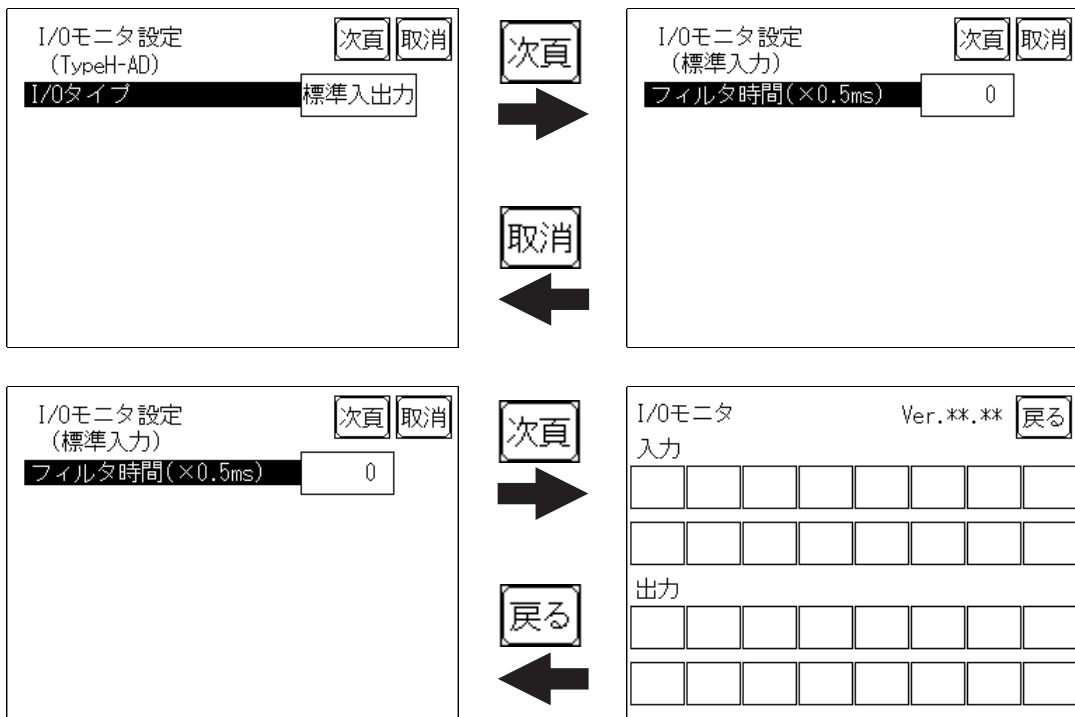 I/Oモニタ設定
次頁 取消
(TypeH-AD)
I/Oタイプ 標準入出力
次頁
取消
I/Oモニタ設定
次頁 取消
(標準入力)
フィルタ時間(×0.5ms) 0
I/Oモニタ設定
次頁 取消
(標準入力)
フィルタ時間(×0.5ms) 0
次頁
戻る
I/Oモニタ Ver.**.** 戻る
入力
出力